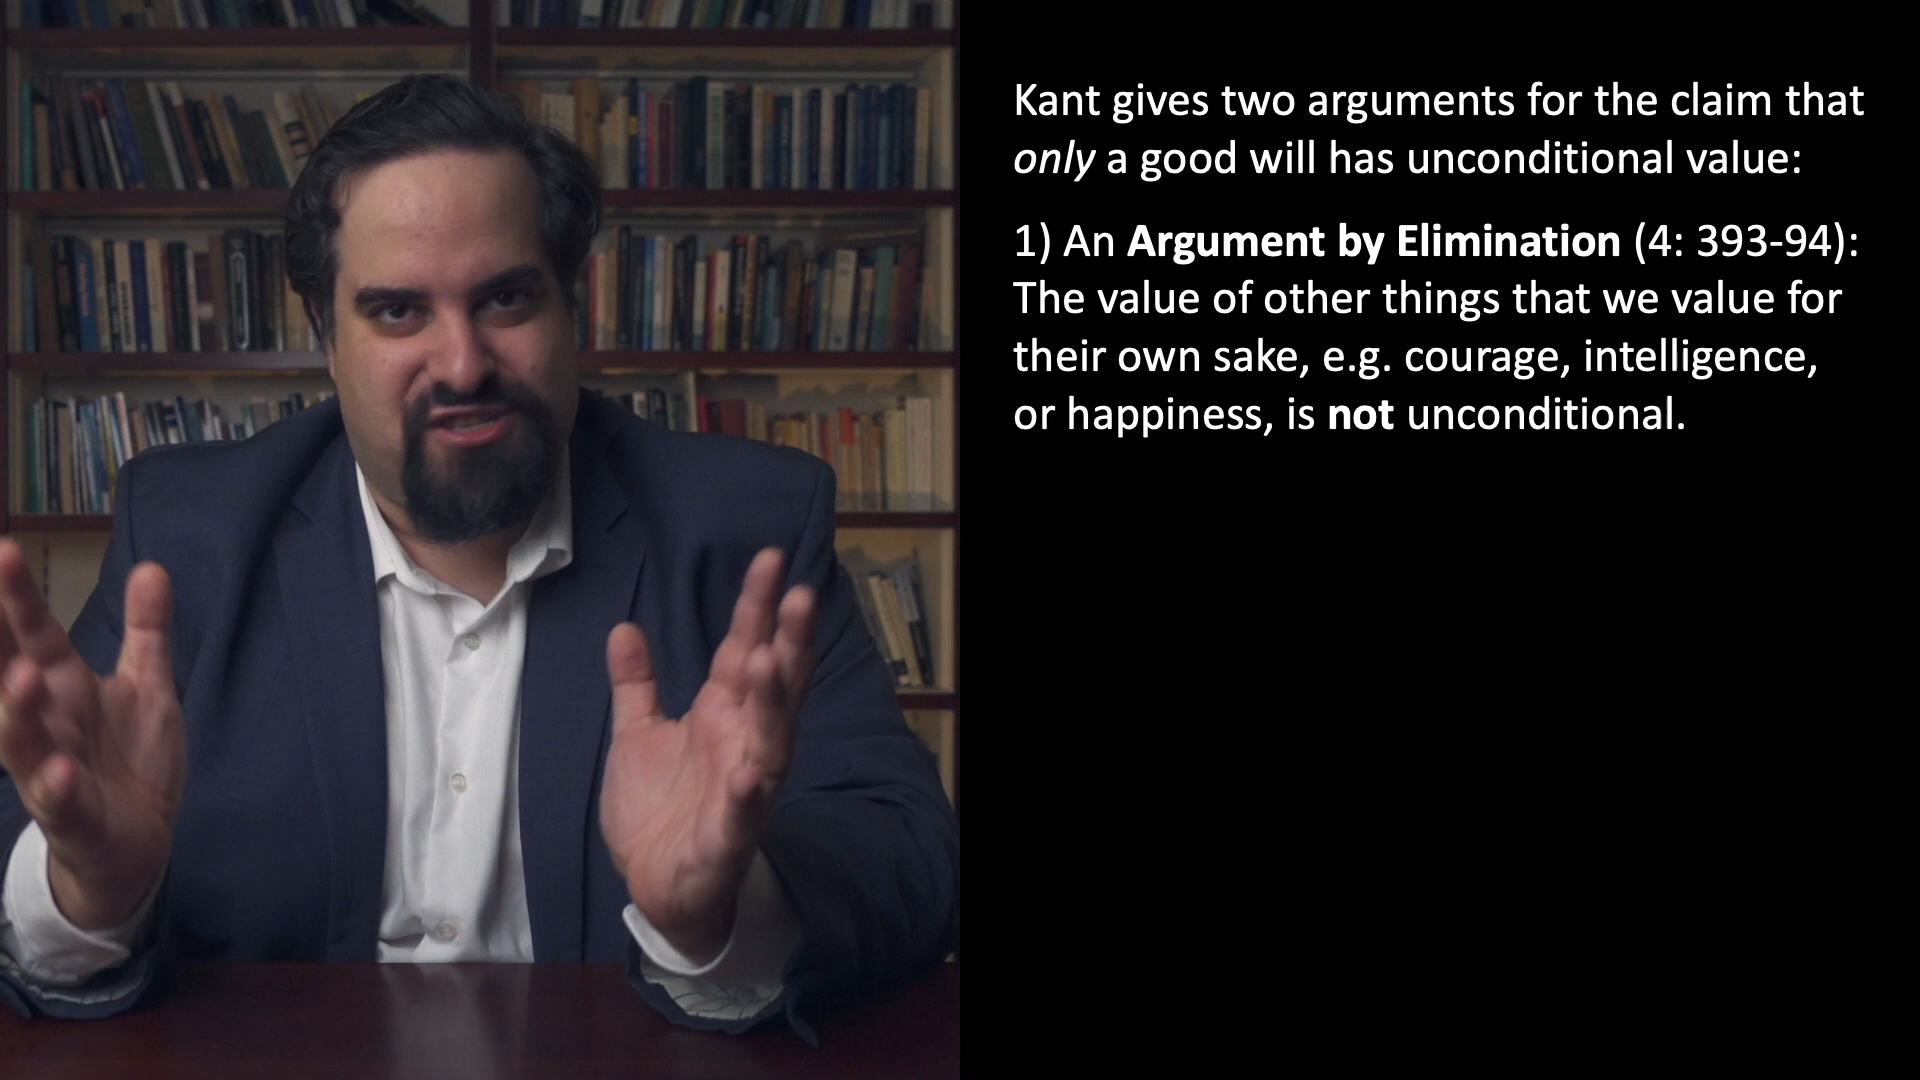 Kant gives two arguments for the claim that
only a good will has unconditional value:
1) An Argument by Elimination (4: 393-94):
The value of other things that we value for
their own sake, e.g. courage, intelligence,
or happiness, is not unconditional.